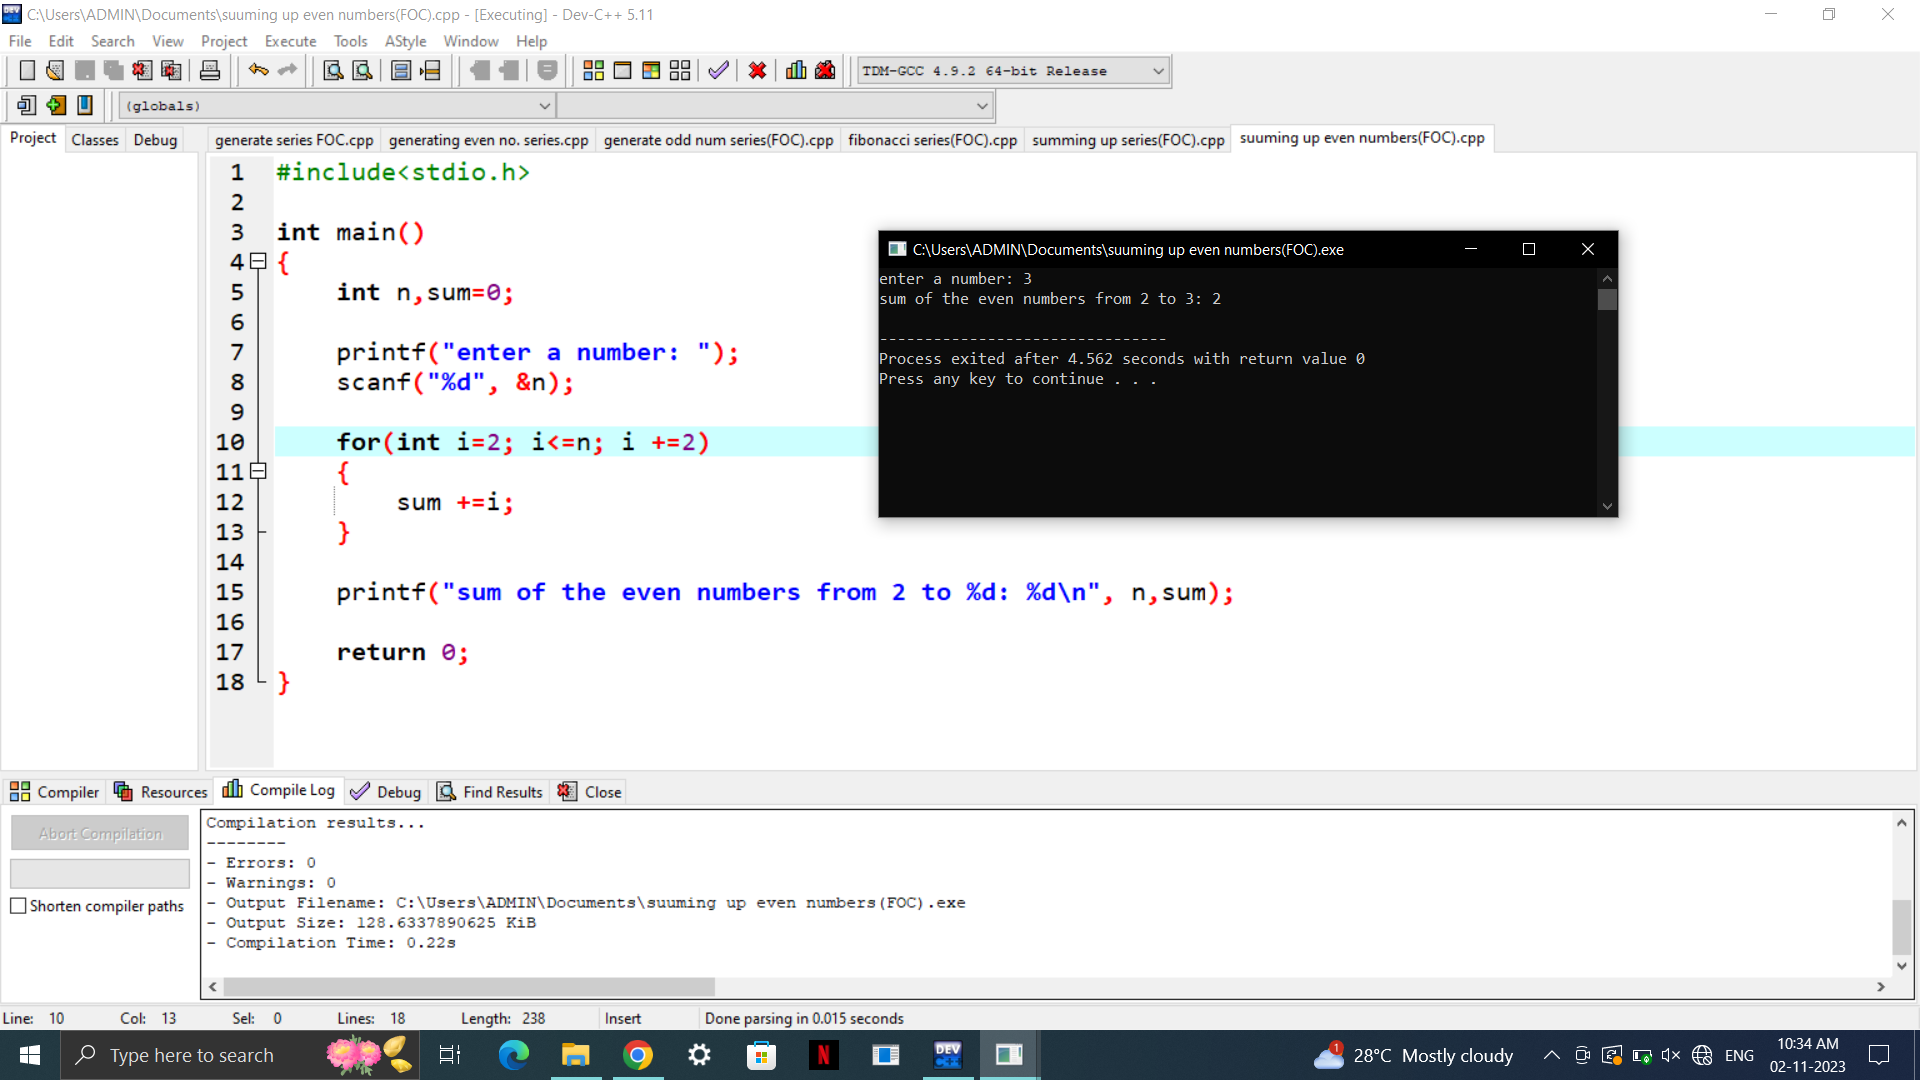 C:\Users\ADMIN\Documents\suuming up even numbers(FOC).cpp - [Executing] - Dev-C++ 5.11
File Edit Search View Project Execute Tools AStyle Window Help
TDM-GCC 4.9.2 64-bit Release
(globals)
Project Classes Debug
generate series FOC.cpp generating even no. series.cpp generate odd num series(FOC).cpp fibonacci series(FOC).cpp summing up series(FOC).cpp suuming up even numbers(FOC).cpp
1 #include<stdio.h>
2
3 int main()
4 {
5 int n,sum=0;
6
7 printf("enter a number: ");
8 scanf("%d", &n);
9
10 for(int i=2; i<=n; i +=2)
11 {
12 sum +=i;
13 }
14
15 printf("sum of the even numbers from 2 to %d: %d\n", n,sum);
16
17 return 0;
18 }
C:\Users\ADMIN\Documents\suuming up even numbers(FOC).exe
enter a number: 3
sum of the even numbers from 2 to 3: 2
--------------------------------
Process exited after 4.562 seconds with return value 0
Press any key to continue . . .
Compiler Resources Compile Log Debug Find Results Close
Abort Compilation
Shorten compiler paths
Compilation results...
--------
- Errors: 0
- Warnings: 0
- Output Filename: C:\Users\ADMIN\Documents\suuming up even numbers(FOC).exe
- Output Size: 128.6337890625 KiB
- Compilation Time: 0.22s
Line: 10 Col: 13 Sel: 0 Lines: 18 Length: 238 Insert Done parsing in 0.015 seconds
Type here to search
N
DEV C++
1
28°C Mostly cloudy
ENG
10:34 AM
02-11-2023